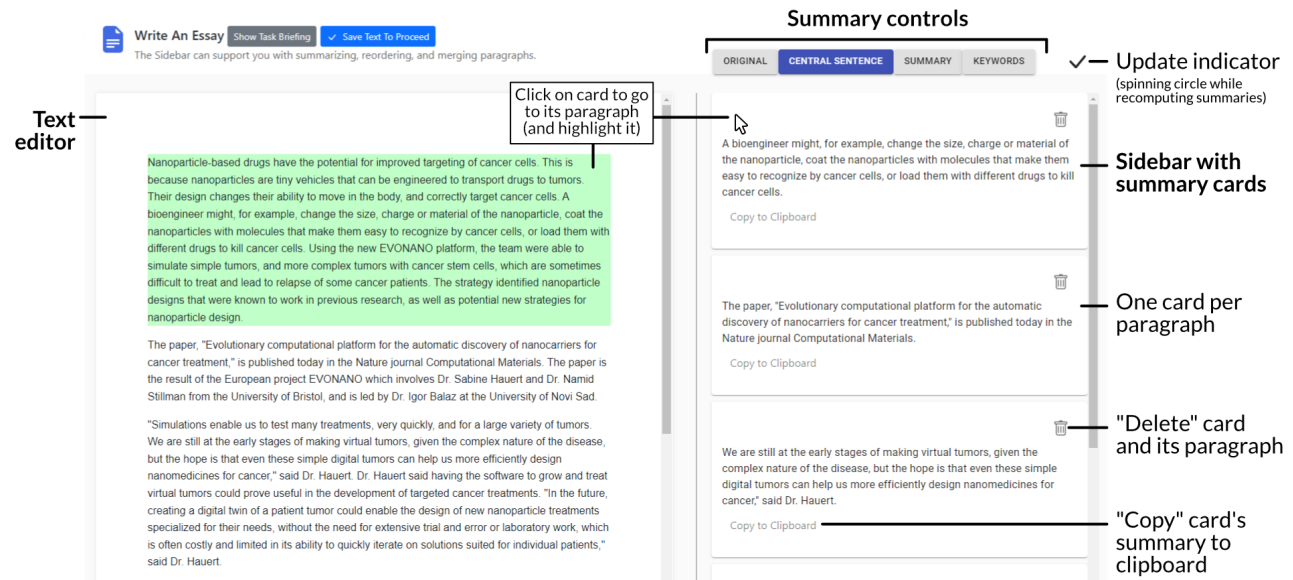 Summary controls
Write An Essay
Show Task Briefing
Save Text To Proceed
The Sidebar can support you with summarizing, reordering, and merging paragraphs.
ORIGINAL
CENTRAL SENTENCE
SUMMARY
KEYWORDS
Update indicator
(spinning circle while
recomputing summaries)
Text
editor
Click on card to go
to its paragraph
(and highlight it)
Nanoparticle-based drugs have the potential for improved targeting of cancer cells. This is
because nanoparticles are tiny vehicles that can be engineered to transport drugs to tumors.
Their design changes their ability to move in the body, and correctly target cancer cells. A
bioengineer might, for example, change the size, charge or material of the nanoparticle, coat the
nanoparticles with molecules that make them easy to recognize by cancer cells, or load them with
different drugs to kill cancer cells. Using the new EVONANO platform, the team were able to
simulate simple tumors, and more complex tumors with cancer stem cells, which are sometimes
difficult to treat and lead to relapse of some cancer patients. The strategy identified nanoparticle
designs that were known to work in previous research, as well as potential new strategies for
nanoparticle design.
The paper, "Evolutionary computational platform for the automatic discovery of nanocarriers for
cancer treatment," is published today in the Nature journal Computational Materials. The paper is
the result of the European project EVONANO which involves Dr. Sabine Hauert and Dr. Namid
Stillman from the University of Bristol, and is led by Dr. Igor Balaz at the University of Novi Sad.
"Simulations enable us to test many treatments, very quickly, and for a large variety of tumors.
We are still at the early stages of making virtual tumors, given the complex nature of the disease,
but the hope is that even these simple digital tumors can help us more efficiently design
nanomedicines for cancer," said Dr. Hauert. Dr. Hauert said having the software to grow and treat
virtual tumors could prove useful in the development of targeted cancer treatments. "In the future,
creating a digital twin of a patient tumor could enable the design of new nanoparticle treatments
specialized for their needs, without the need for extensive trial and error or laboratory work, which
is often costly and limited in its ability to quickly iterate on solutions suited for individual patients,"
said Dr. Hauert.
A bioengineer might, for example, change the size, charge or material of
the nanoparticle, coat the nanoparticles with molecules that make them
easy to recognize by cancer cells, or load them with different drugs to kill
cancer cells.
Copy to Clipboard
Sidebar with
summary cards
The paper, "Evolutionary computational platform for the automatic
discovery of nanocarriers for cancer treatment," is published today in the
Nature journal Computational Materials.
Copy to Clipboard
One card per
paragraph
We are still at the early stages of making virtual tumors, given the
complex nature of the disease, but the hope is that even these simple
digital tumors can help us more efficiently design nanomedicines for
cancer," said Dr. Hauert.
Copy to Clipboard
"Delete" card
and its paragraph
"Copy" card's
summary to
clipboard